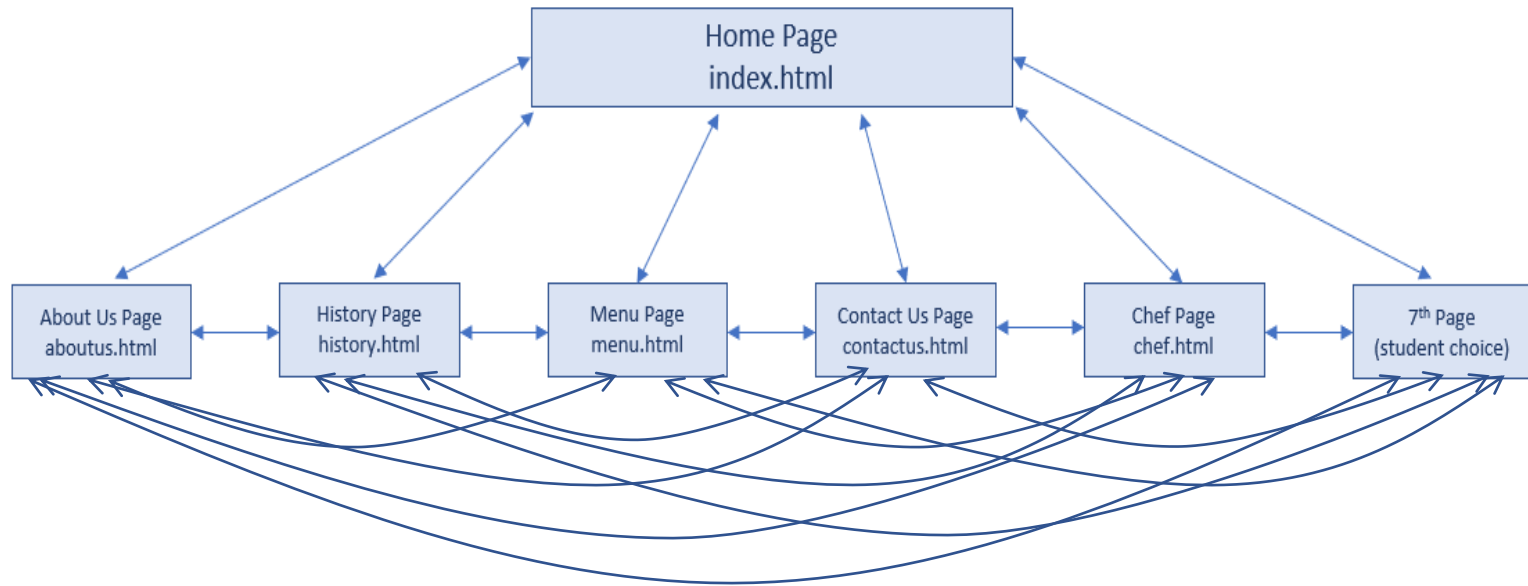 Home Page
index.html
About Us Page
aboutus.html
History Page
history.html
Menu Page
menu.html
Contact Us Page
contactus.html
Chef Page
chef.html
7th Page
(student choice)